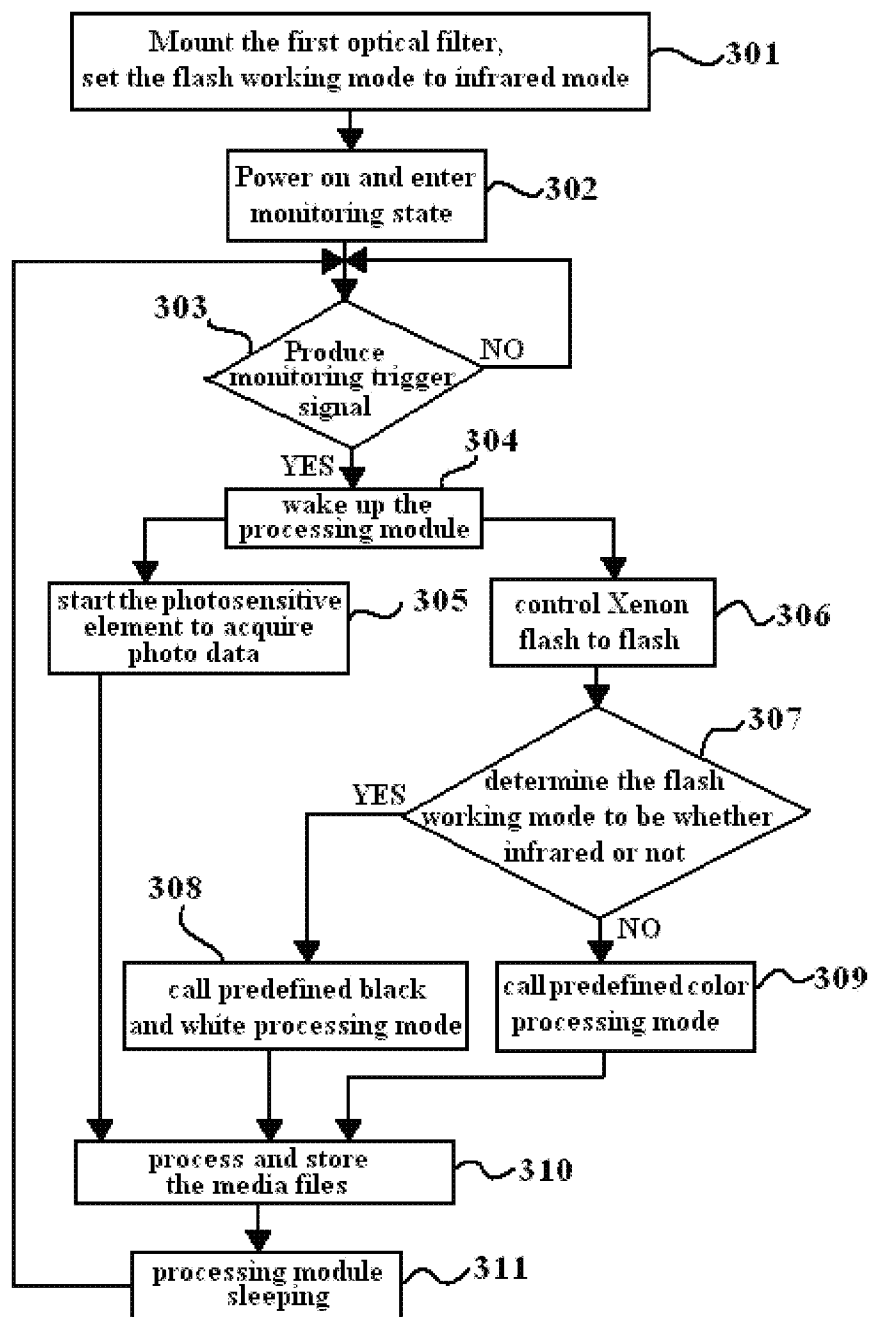 Mount the first optical filter,
set the flash working mode to infrared mode
301
Power on and enter
monitoring state
302
303
Produce
monitoring trigger
signal
NO
YES
304
wake up the
processing module
start the photosensitive
element to acquire
photo data
305
control Xenon
flash to flash
306
307
determine the flash
working mode to be whether
infrared or not
YES
NO
308
call predefined black
and white processing mode
call predefined color
processing mode
309
process and store
the media files
310
processing module
sleeping
311